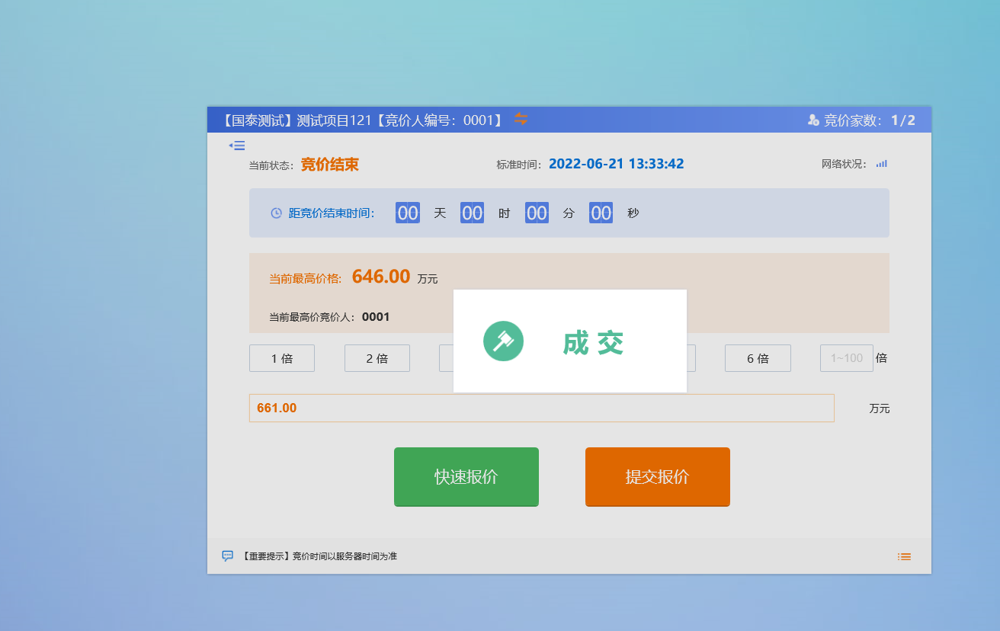 【国泰测试】测试项目121【竞价人编号：0001】 竞价家数：1/2
当前状态：竞价结束 标准时间：2022-06-21 13:33:42 网络状况：
距竞价结束时间： 00 天 00 时 00 分 00 秒
当前最高价格: 646.00 万元
当前最高价竞价人：0001
成交
1 倍 2 倍 6 倍 1~100 倍
661.00 万元
快速报价 提交报价
【重要提示】竞价时间以服务器时间为准